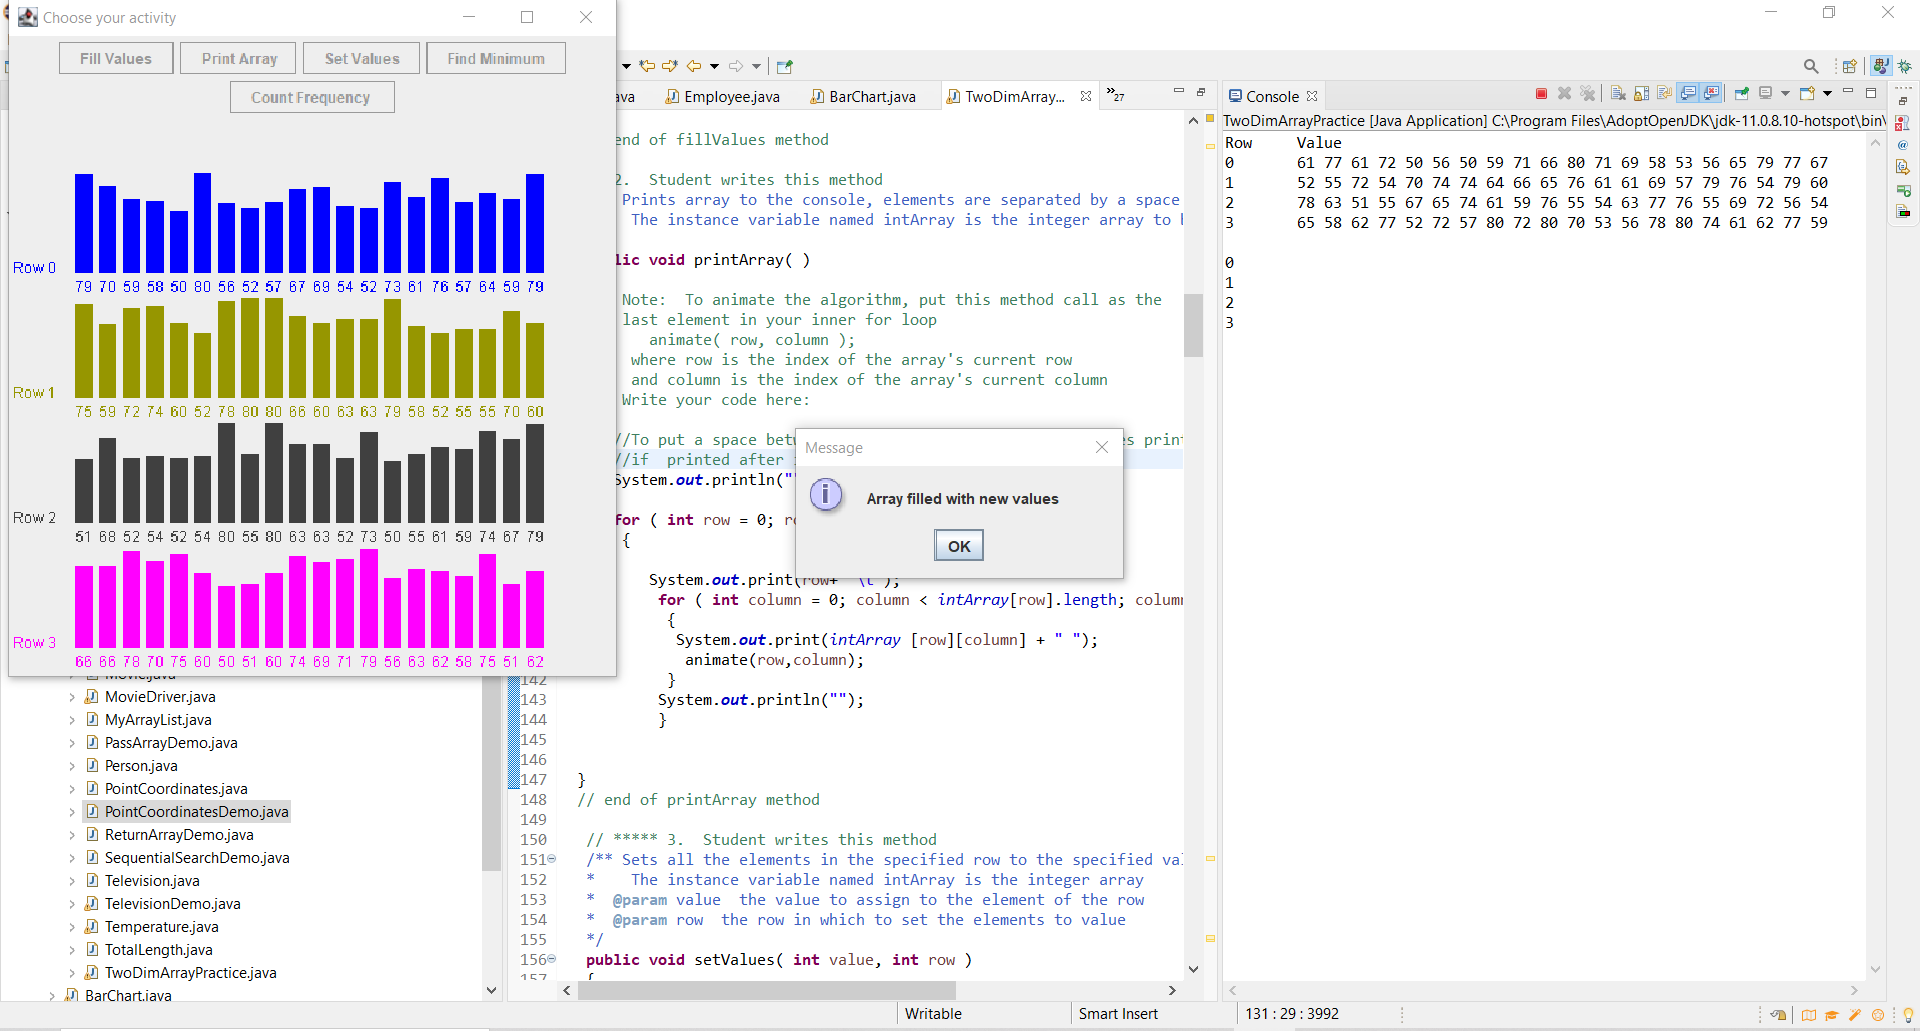 Choose your activity
Fill Values Print Array Set Values Find Minimum
Count Frequency
Row 0
79 70 59 58 50 80 56 52 57 67 69 54 52 73 61 76 57 64 59 79
Row 1
75 59 72 74 60 52 78 80 80 66 60 63 63 79 58 52 55 55 70 60
Row 2
51 68 52 54 52 54 80 55 80 63 63 52 73 50 55 61 59 74 67 79
Row 3
66 66 78 70 75 60 50 51 60 74 69 71 79 56 63 62 58 75 51 62
MovieDriver.java
MyArrayList.java
PassArrayDemo.java
Person.java
PointCoordinates.java
PointCoordinatesDemo.java
ReturnArrayDemo.java
SequentialSearchDemo.java
Television.java
TelevisionDemo.java
Temperature.java
TotalLength.java
TwoDimArrayPractice.java
BarChart.java
ava Employee.java BarChart.java TwoDimArray... »27
end of fillValues method
2. Student writes this method
Prints array to the console, elements are separated by a space
The instance variable named intArray is the integer array to
lic void printArray( )
Note: To animate the algorithm, put this method call as the
last element in your inner for loop
animate( row, column );
where row is the index of the array's current row
and column is the index of the array's current column
Write your code here:
//To put a space betw
es prin
//if printed after
System.out.println("
for ( int row = 0; ro
{
System.out.print(row+ "\t");
for ( int column = 0; column < intArray[row].length; column
{
System.out.print(intArray [row][column] + " ");
animate(row,column);
142 }
143 System.out.println("");
144 }
145
146
147 }
148 // end of printArray method
149
150 // ***** 3. Student writes this method
151 /** Sets all the elements in the specified row to the specified val
152 * The instance variable named intArray is the integer array
153 * @param value the value to assign to the element of the row
154 * @param row the row in which to set the elements to value
155 */
156 public void setValues( int value, int row )
157 {
Message
Array filled with new values
OK
Console
TwoDimArrayPractice [Java Application] C:\Program Files\AdoptOpenJDK\jdk-11.0.8.10-hotspot\bin\
Row Value
0 61 77 61 72 50 56 50 59 71 66 80 71 69 58 53 56 65 79 77 67
1 52 55 72 54 70 74 74 64 66 65 76 61 61 69 57 79 76 54 79 60
2 78 63 51 55 67 65 74 61 59 76 55 54 63 77 76 55 69 72 56 54
3 65 58 62 77 52 72 57 80 72 80 70 53 56 78 80 74 61 62 77 59
0
1
2
3
Writable Smart Insert 131 : 29 : 3992